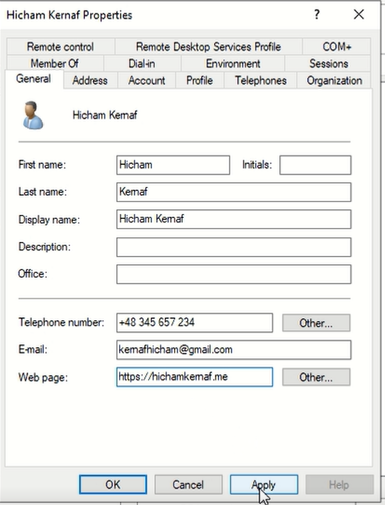 Hicham Kernaf Properties ? ×
Remote control Remote Desktop Services Profile COM+
Member Of Dial-in Environment Sessions
General Address Account Profile Telephones Organization
Hicham Kernaf
First name: Hicham Initials:
Last name: Kernaf
Display name: Hicham Kernaf
Description:
Office:
Telephone number: +48 345 657 234 Other...
E-mail: kernafhicham@gmail.com
Web page: https://hichamkernaf.me Other...
OK Cancel Apply Help